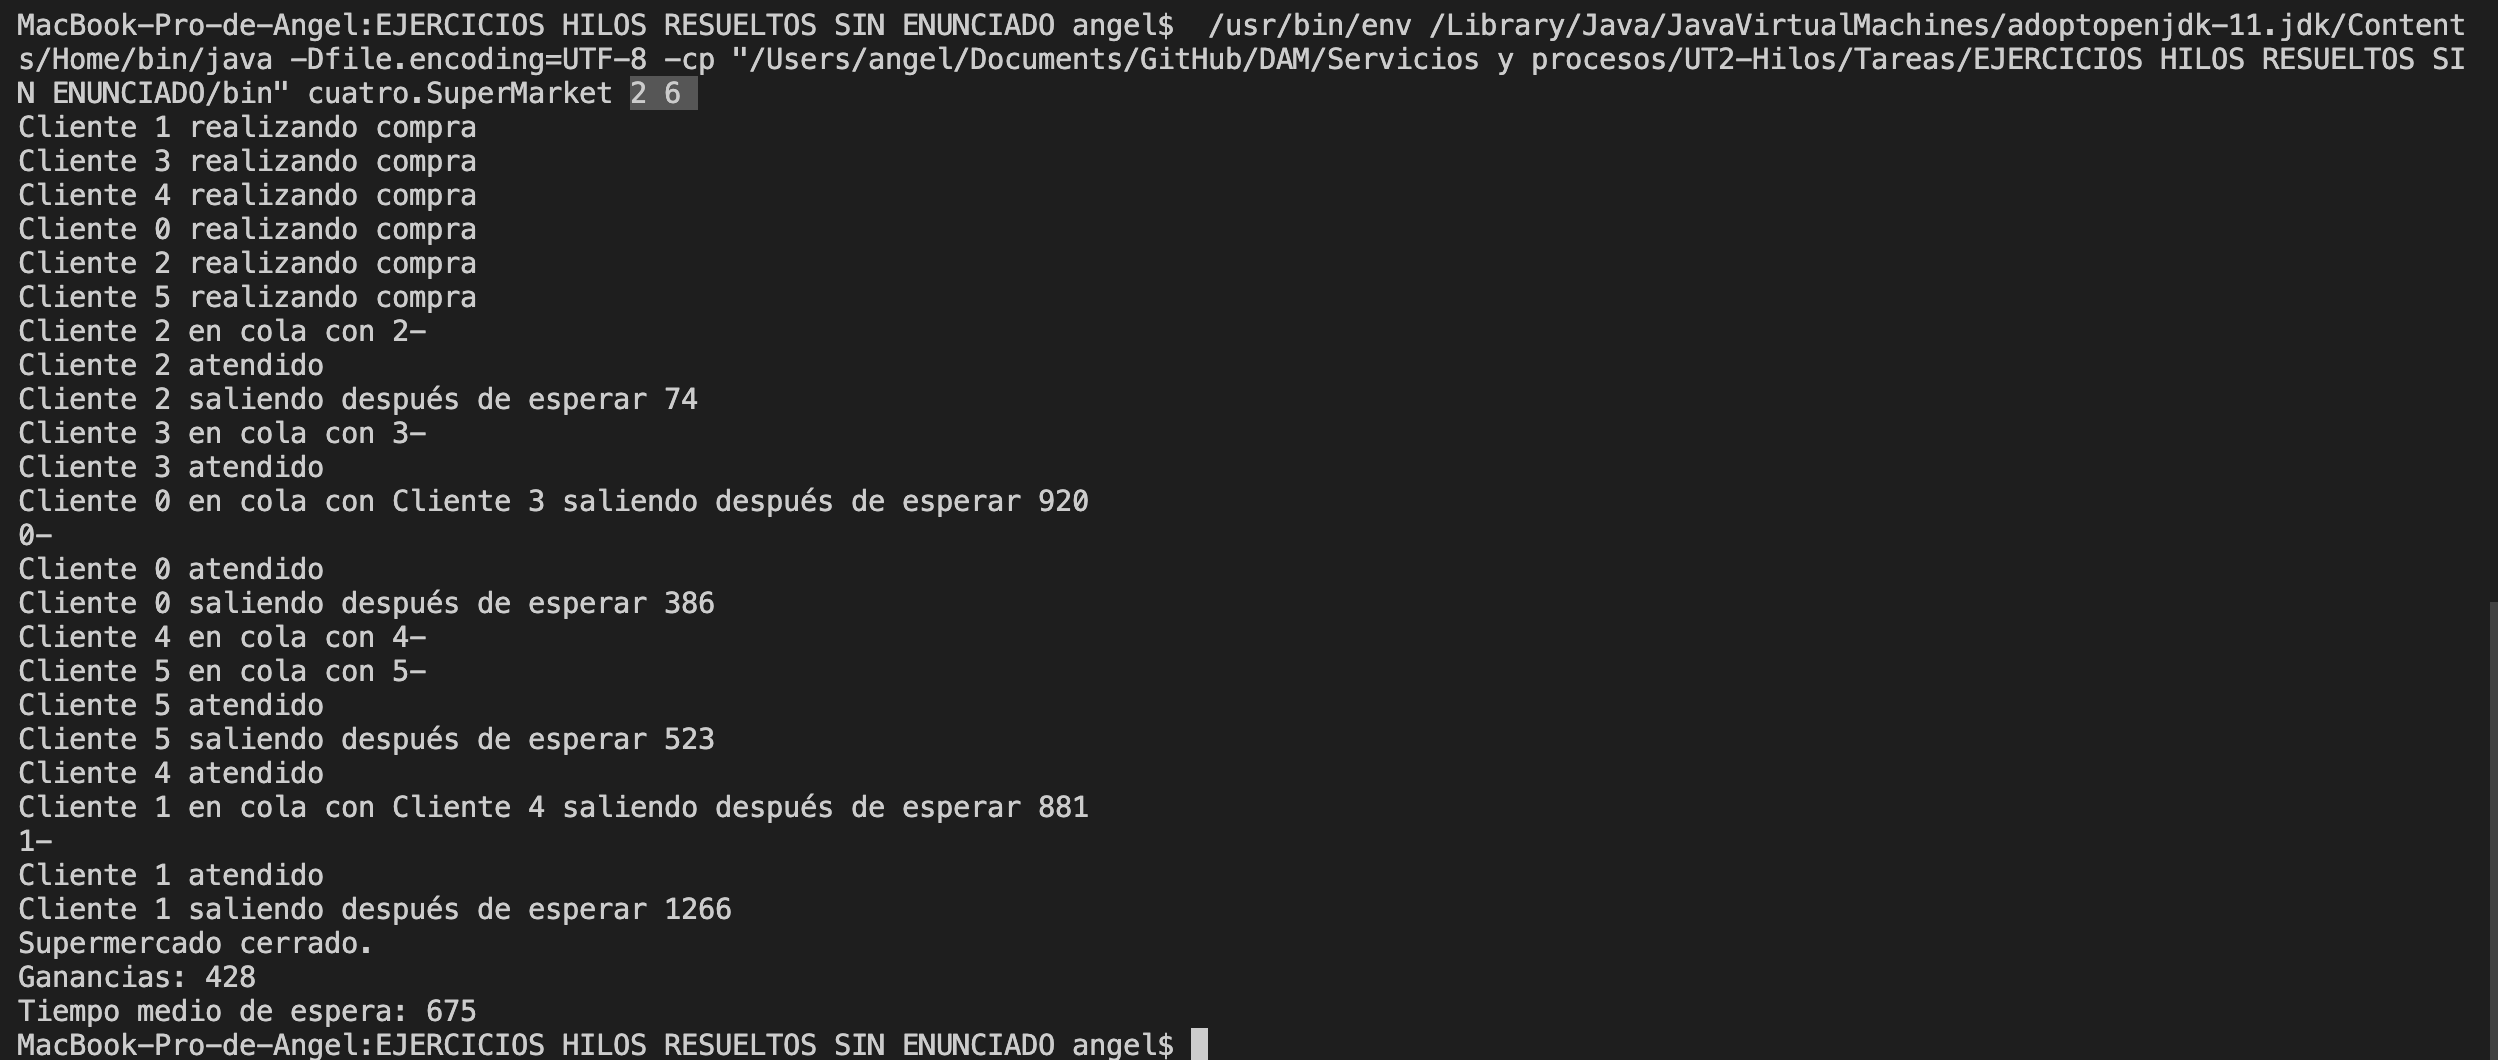 MacBook-Pro-de-Angel:EJERCICIOS HILOS RESUELTOS SIN ENUNCIADO angel$  /usr/bin/env /Library/Java/JavaVirtualMachines/adoptopenjdk-11.jdk/Content
s/Home/bin/java -Dfile.encoding=UTF-8 -cp "/Users/angel/Documents/GitHub/DAM/Servicios y procesos/UT2-Hilos/Tareas/EJERCICIOS HILOS RESUELTOS SI
N ENUNCIADO/bin" cuatro.SuperMarket 2 6
Cliente 1 realizando compra
Cliente 3 realizando compra
Cliente 4 realizando compra
Cliente 0 realizando compra
Cliente 2 realizando compra
Cliente 5 realizando compra
Cliente 2 en cola con 2-
Cliente 2 atendido
Cliente 2 saliendo después de esperar 74
Cliente 3 en cola con 3-
Cliente 3 atendido
Cliente 0 en cola con Cliente 3 saliendo después de esperar 920
0-
Cliente 0 atendido
Cliente 0 saliendo después de esperar 386
Cliente 4 en cola con 4-
Cliente 5 en cola con 5-
Cliente 5 atendido
Cliente 5 saliendo después de esperar 523
Cliente 4 atendido
Cliente 1 en cola con Cliente 4 saliendo después de esperar 881
1-
Cliente 1 atendido
Cliente 1 saliendo después de esperar 1266
Supermercado cerrado.
Ganancias: 428
Tiempo medio de espera: 675
MacBook-Pro-de-Angel:EJERCICIOS HILOS RESUELTOS SIN ENUNCIADO angel$